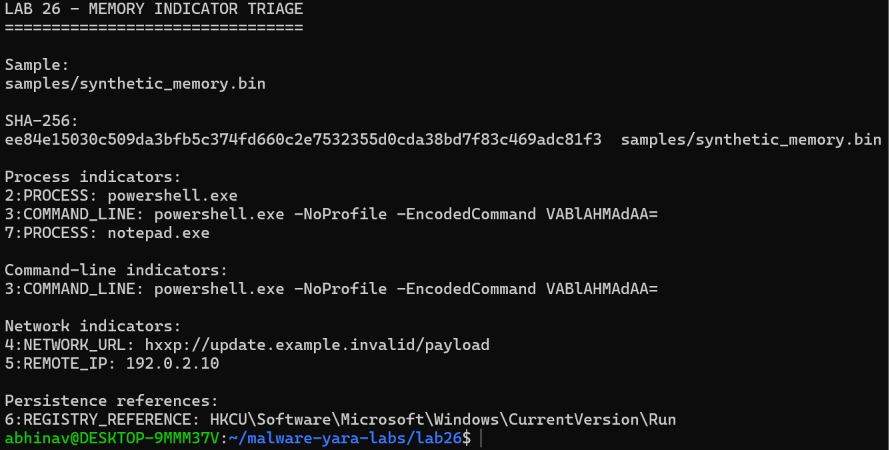 LAB 26 - MEMORY INDICATOR TRIAGE
================================
Sample:
samples/synthetic_memory.bin
SHA-256:
ee84e15030c509da3bfb5c374fd660c2e7532355d0cda38bd7f83c469adc81f3  samples/synthetic_memory.bin
Process indicators:
2:PROCESS: powershell.exe
3:COMMAND_LINE: powershell.exe -NoProfile -EncodedCommand VABlAHMAdAA=
7:PROCESS: notepad.exe
Command-line indicators:
3:COMMAND_LINE: powershell.exe -NoProfile -EncodedCommand VABlAHMAdAA=
Network indicators:
4:NETWORK_URL: hxxp://update.example.invalid/payload
5:REMOTE_IP: 192.0.2.10
Persistence references:
6:REGISTRY_REFERENCE: HKCU\Software\Microsoft\Windows\CurrentVersion\Run
abhinav@DESKTOP-9MMM37V:~/malware-yara-labs/lab26$